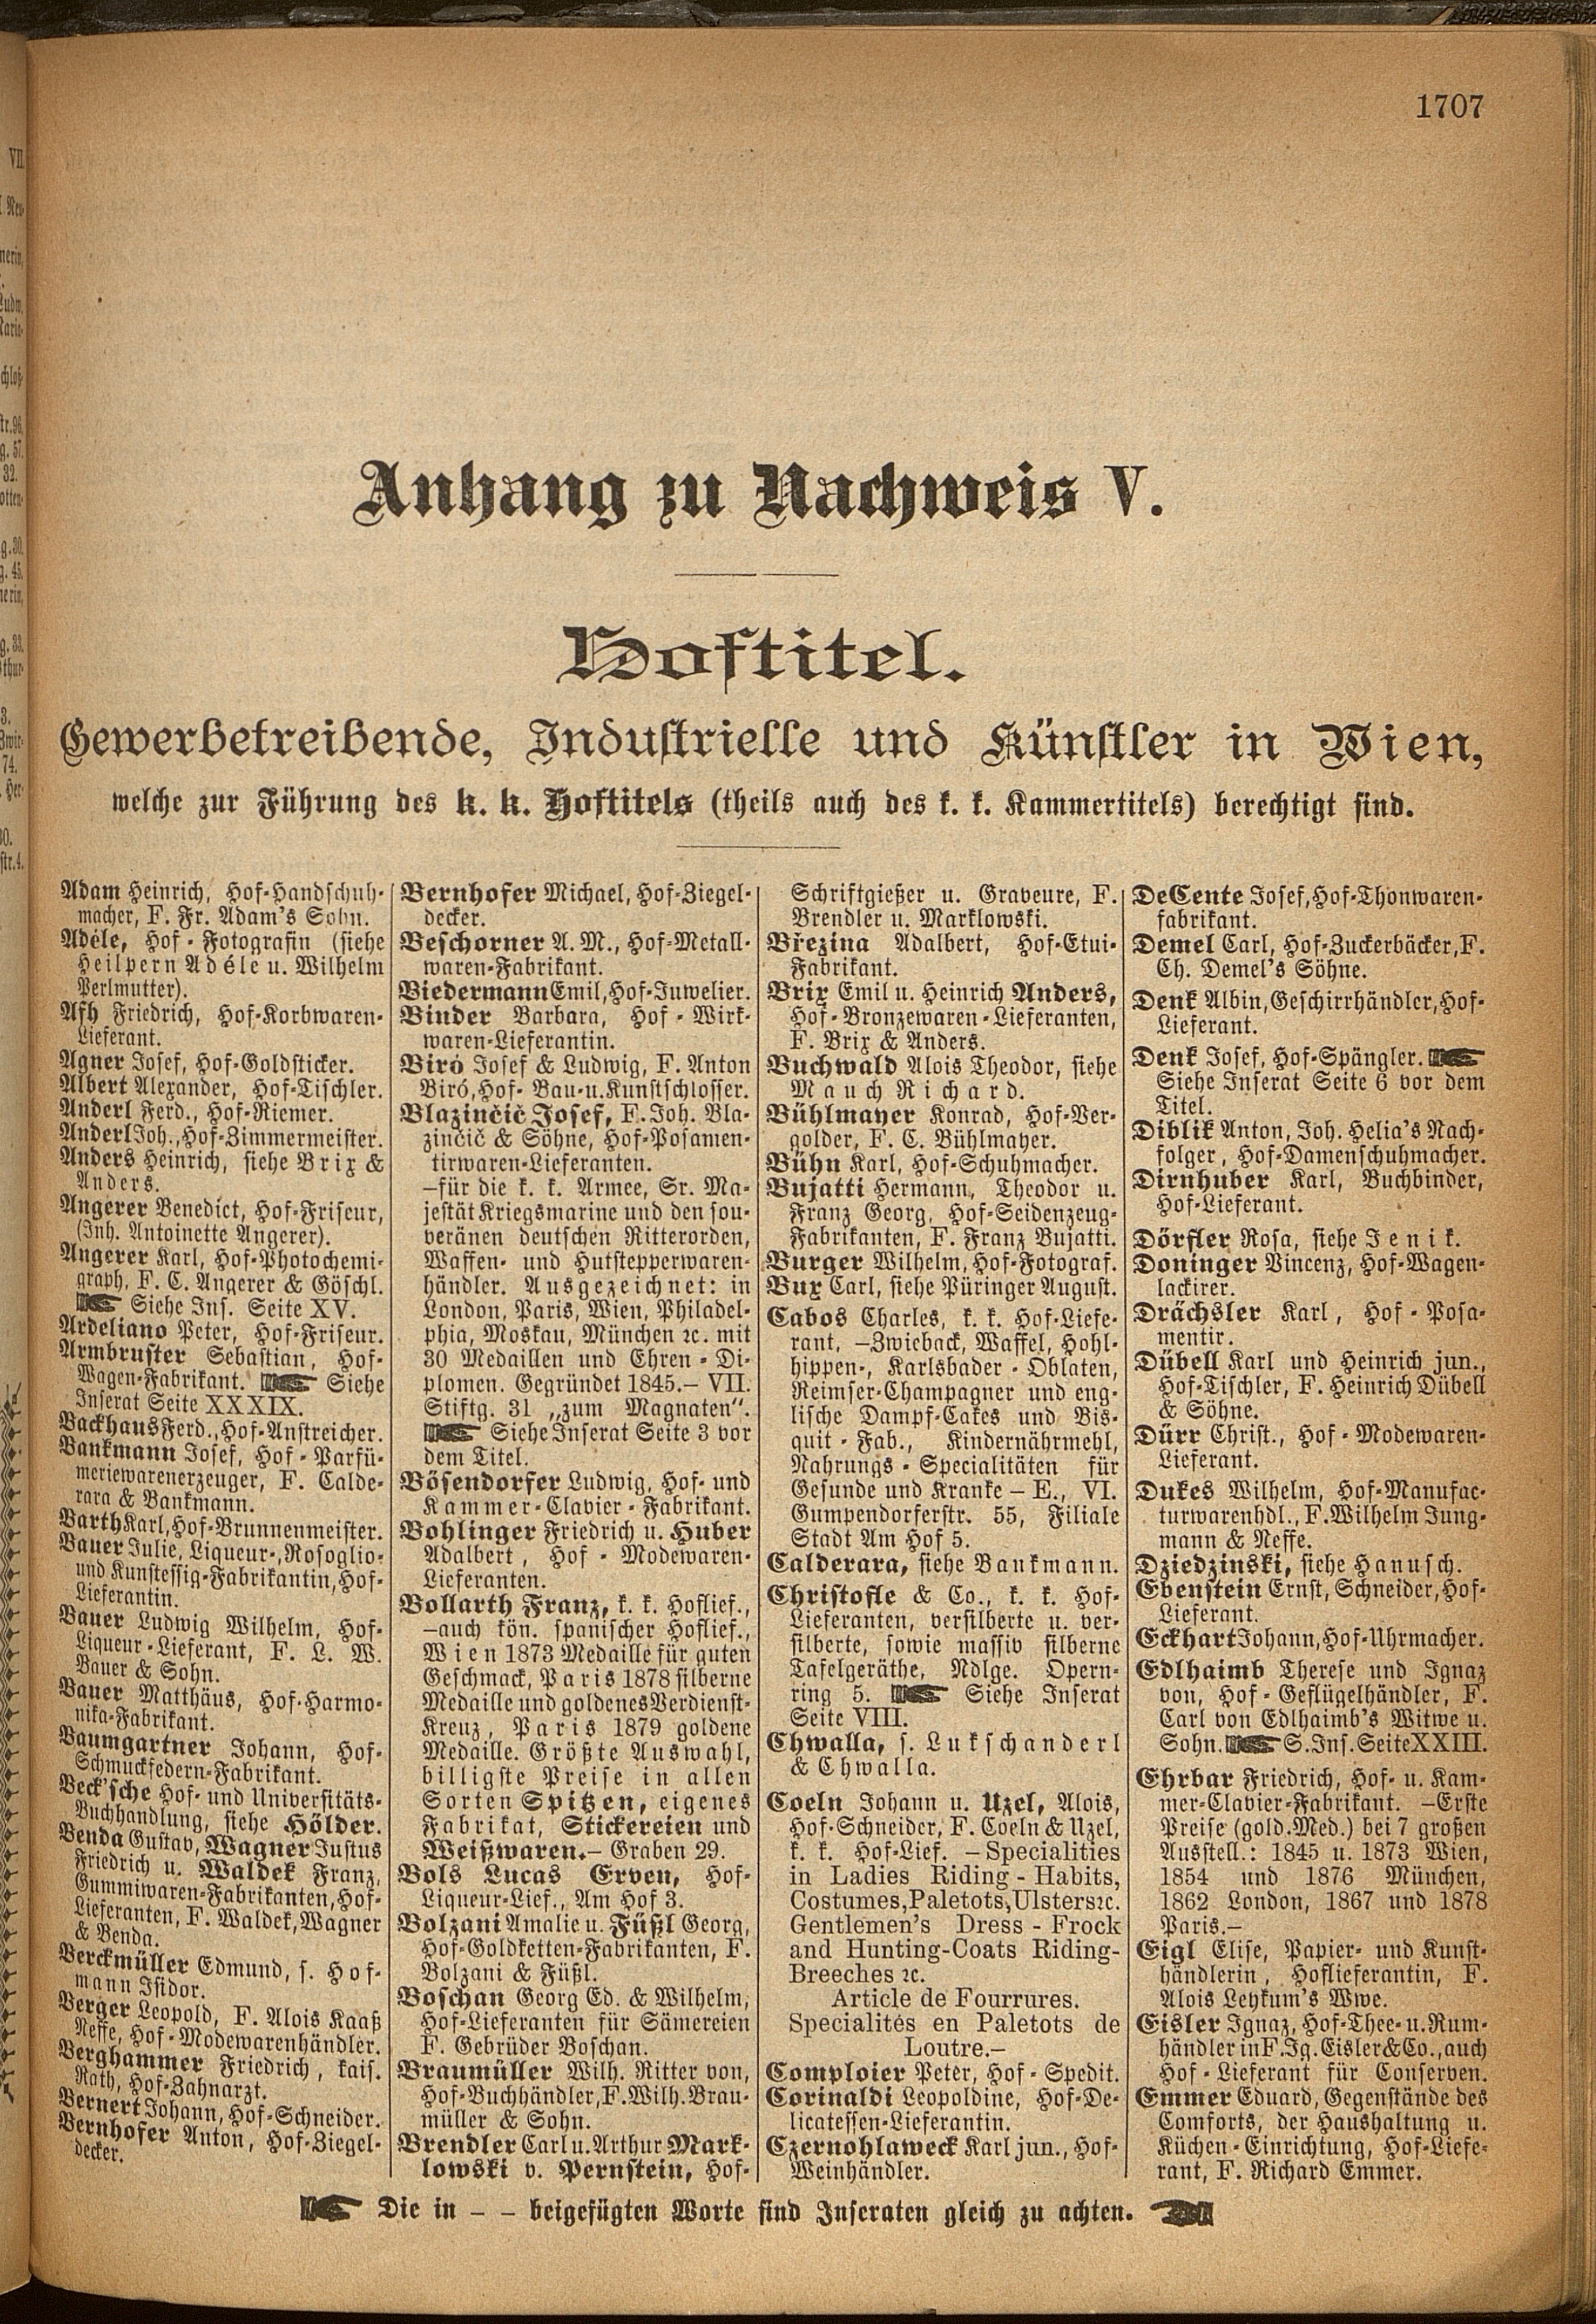 1707
Anhang zu Nachweis V.
Hoftitel.
Gewerbetreibende, Industrielle und Künstler in Wien,
welche zur Führung des k. k. Hoftitels (theils auch des k. k. Kammertitels) berechtigt sind.
Adam Heinrich, Hof-Handschuh-
macher, F. Fr. Adam's Sohn.
Adéle, Hof-Fotografin (siehe
Heilpern Adéle u. Wilhelm
Perlmutter).
Afh Friedrich, Hof-Korbwaren-
Lieferant.
Agner Josef, Hof-Goldsticker.
Albert Alexander, Hof-Tischler.
Anderl Ferd., Hof-Riemer.
Anderl Joh., Hof-Zimmermeister.
Anders Heinrich, siehe Brix &
Anders.
Angerer Benedict, Hof-Friseur,
(Inh. Antoinette Angerer).
Angerer Karl, Hof-Photochemi-
graph, F. C. Angerer & Göschl.
☛ Siehe Ins. Seite XV.
Ardeliano Peter, Hof-Friseur.
Armbruster Sebastian, Hof-
Wagen-Fabrikant. ☛ Siehe
Inserat Seite XXXIX.
Backhaus Ferd., Hof-Anstreicher.
Bankmann Josef, Hof-Parfü-
meriewarenerzeuger, F. Calde-
rara & Bankmann.
Barth Karl, Hof-Brunnenmeister.
Bauer Julie, Liqueur-, Rosoglio-
und Kunstessig-Fabrikantin, Hof-
Lieferantin.
Bauer Ludwig Wilhelm, Hof-
Liqueur-Lieferant, F. L. W.
Bauer & Sohn.
Bauer Matthäus, Hof-Harmo-
nika-Fabrikant.
Baumgartner Johann, Hof-
Schmuckfedern-Fabrikant.
Beck'sche Hof- und Universitäts-
Buchhandlung, siehe Hölder.
Benda Gustav, Wagner Justus
Friedrich u. Waldek Franz,
Gummiwaren-Fabrikanten, Hof-
Lieferanten, F. Waldek, Wagner
& Benda.
Berckmüller Edmund, s. Hof-
mann Isidor.
Berger Leopold, F. Alois Kaaß
Neffe, Hof-Modewarenhändler.
Berghammer Friedrich, kais.
Rath, Hof-Zahnarzt.
Bernert Johann, Hof-Schneider.
Bernhofer Anton, Hof-Ziegel-
decker.
Bernhofer Michael, Hof-Ziegel-
decker.
Beschorner A. M., Hof-Metall-
waren-Fabrikant.
Biedermann Emil, Hof-Juwelier.
Binder Barbara, Hof-Wirk-
waren-Lieferantin.
Biró Josef & Ludwig, F. Anton
Biró, Hof- Bau- u. Kunstschlosser.
Blazinčič Josef, F. Joh. Bla-
zinčič & Söhne, Hof-Posamen-
tirwaren-Lieferanten.
—für die k. k. Armee, Sr. Ma-
jestät Kriegsmarine und den sou-
veränen deutschen Ritterorden,
Waffen- und Hutstepperwaren-
händler. Ausgezeichnet: in
London, Paris, Wien, Philadel-
phia, Moskau, München ꝛc. mit
30 Medaillen und Ehren-Di-
plomen. Gegründet 1845.— VII.
Stiftg. 31 „zum Magnaten“.
☛ Siehe Inserat Seite 3 vor
dem Titel.
Bösendorfer Ludwig, Hof- und
Kammer-Clavier-Fabrikant.
Bohlinger Friedrich u. Huber
Adalbert, Hof-Modewaren-
Lieferanten.
Bollarth Franz, k. k. Hoflief.,
—auch kön. spanischer Hoflief.,
Wien 1873 Medaille für guten
Geschmack, Paris 1878 silberne
Medaille und goldenes Verdienst-
Kreuz, Paris 1879 goldene
Medaille. Größte Auswahl,
billigste Preise in allen
Sorten Spitzen, eigenes
Fabrikat, Stickereien und
Weißwaren.— Graben 29.
Bols Lucas Erven, Hof-
Liqueur-Lief., Am Hof 3.
Bolzani Amalie u. Füßl Georg,
Hof-Goldketten-Fabrikanten, F.
Bolzani & Füßl.
Boschan Georg Ed. & Wilhelm,
Hof-Lieferanten für Sämereien
F. Gebrüder Boschan.
Braumüller Wilh. Ritter von,
Hof-Buchhändler, F. Wilh. Brau-
müller & Sohn.
Brendler Carl u. Arthur Mark-
lowski v. Pernstein, Hof-
Schriftgießer u. Graveure, F.
Brendler u. Marklowski.
Březina Adalbert, Hof-Etui-
Fabrikant.
Brix Emil u. Heinrich Anders,
Hof-Bronzewaren-Lieferanten,
F. Brix & Anders.
Buchwald Alois Theodor, siehe
Mauch Richard.
Bühlmayer Konrad, Hof-Ver-
golder, F. C. Bühlmayer.
Bühn Karl, Hof-Schuhmacher.
Bujatti Hermann, Theodor u.
Franz Georg, Hof-Seidenzeug-
Fabrikanten, F. Franz Bujatti.
Burger Wilhelm, Hof-Fotograf.
Bux Carl, siehe Püringer August.
Cabos Charles, k. k. Hof-Liefe-
rant, —Zwieback, Waffel, Hohl-
hippen-, Karlsbader-Oblaten,
Reimser-Champagner und eng-
lische Dampf-Cakes und Bis-
quit-Fab., Kindernährmehl,
Nahrungs-Specialitäten für
Gesunde und Kranke — E., VI.
Gumpendorferstr. 55, Filiale
Stadt Am Hof 5.
Calderara, siehe Bankmann.
Christofle & Co., k. k. Hof-
Lieferanten, versilberte u. ver-
silberte, sowie massiv silberne
Tafelgeräthe, Ndlge. Opern-
ring 5. ☛ Siehe Inserat
Seite VIII.
Chwalla, s. Lukschanderl
& Chwalla.
Coeln Johann u. Uzel, Alois,
Hof-Schneider, F. Coeln & Uzel,
k. k. Hof-Lief. —Specialities
in Ladies Riding-Habits,
Costumes, Paletots, Ulsters ꝛc.
Gentlemen's Dress-Frock
and Hunting-Coats Riding-
Breeches ꝛc.
Article de Fourrures.
Specialités en Paletots de
Loutre.—
Comploier Peter, Hof-Spedit.
Corinaldi Leopoldine, Hof-De-
licatessen-Lieferantin.
Czernohlaweck Karl jun., Hof-
Weinhändler.
DeCente Josef, Hof-Thonwaren-
fabrikant.
Demel Carl, Hof-Zuckerbäcker, F.
Ch. Demel's Söhne.
Denk Albin, Geschirrhändler, Hof-
Lieferant.
Denk Josef, Hof-Spängler. ☛
Siehe Inserat Seite 6 vor dem
Titel.
Diblik Anton, Joh. Helia's Nach-
folger, Hof-Damenschuhmacher.
Dirnhuber Karl, Buchbinder,
Hof-Lieferant.
Dörfler Rosa, siehe Jenik.
Doninger Vincenz, Hof-Wagen-
lackirer.
Drächsler Karl, Hof-Posa-
mentir.
Dübell Karl und Heinrich jun.,
Hof-Tischler, F. Heinrich Dübell
& Söhne.
Dürr Christ., Hof-Modewaren-
Lieferant.
Dukes Wilhelm, Hof-Manufac-
turwarenhdl., F. Wilhelm Jung-
mann & Neffe.
Dziedzinski, siehe Hanusch.
Ebenstein Ernst, Schneider, Hof-
Lieferant.
Eckhart Johann, Hof-Uhrmacher.
Edlhaimb Therese und Ignaz
von, Hof-Geflügelhändler, F.
Carl von Edlhaimb's Witwe u.
Sohn. ☛ S. Ins. Seite XXIII.
Ehrbar Friedrich, Hof- u. Kam-
mer-Clavier-Fabrikant. —Erste
Preise (gold. Med.) bei 7 großen
Ausstell.: 1845 u. 1873 Wien,
1854 und 1876 München,
1862 London, 1867 und 1878
Paris.—
Eigl Elise, Papier- und Kunst-
händlerin, Hoflieferantin, F.
Alois Leykum's Wwe.
Eisler Ignaz, Hof-Thee- u. Rum-
händler in F. Ig. Eisler & Co., auch
Hof-Lieferant für Conserven.
Emmer Eduard, Gegenstände des
Comforts, der Haushaltung u.
Küchen-Einrichtung, Hof-Liefe-
rant, F. Richard Emmer.
☛ Die in — — beigefügten Worte sind Inseraten gleich zu achten. ☚